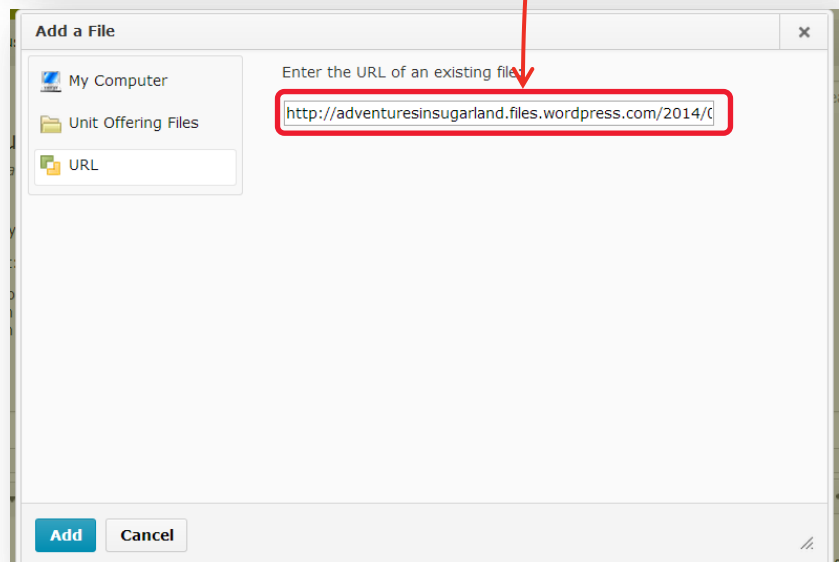 Add a File
My Computer
Unit Offering Files
URL
Enter the URL of an existing file:
http://adventuresinsugarland.files.wordpress.com/2014/0
Add
Cancel